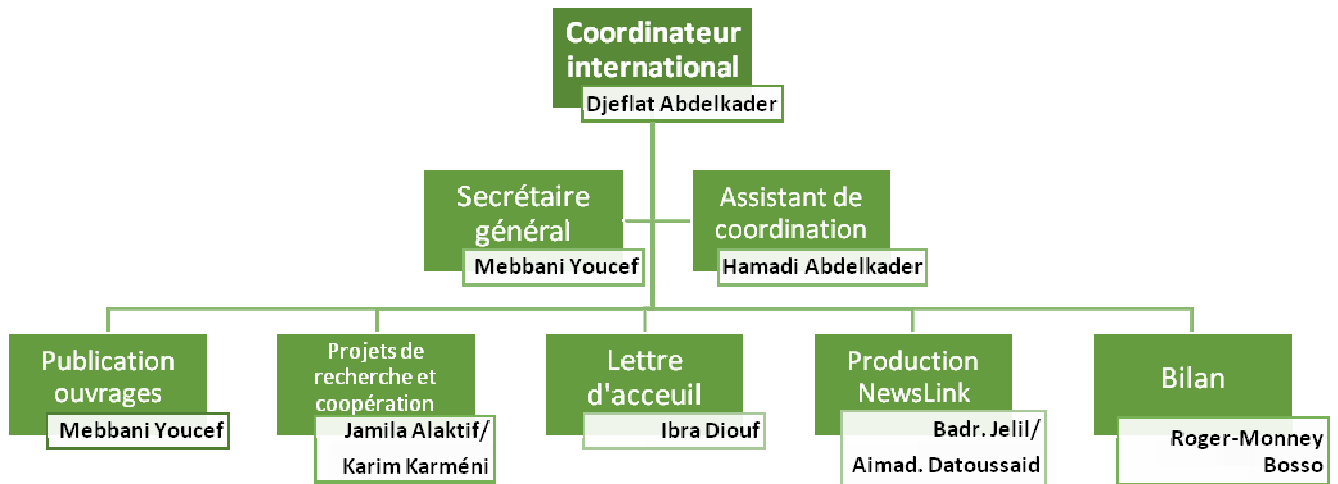 Coordinateur
international
Djeflat Abdelkader
Secrétaire
général
Mebbani Youcef
Assistant de
coordination
Hamadi Abdelkader
Publication
ouvrages
Mebbani Youcef
Projets de
recherche et
coopération
Jamila Alaktif/
Karim Karméni
Lettre
d'acceuil
Ibra Diouf
Production
NewsLink
Badr. Jelil/
Aimad. Datoussaid
Bilan
Roger-Monney
Bosso